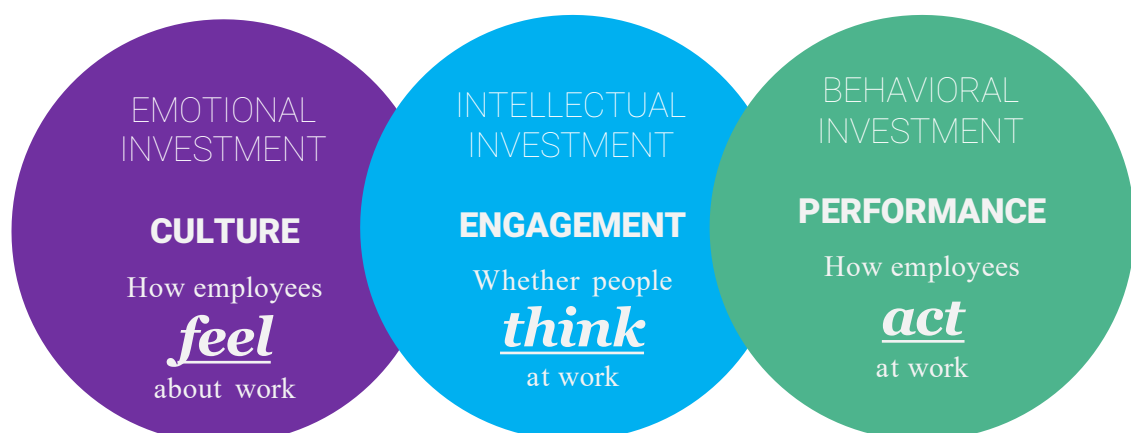 EMOTIONAL
INVESTMENT
CULTURE
How employees
feel
about work
INTELLECTUAL
INVESTMENT
ENGAGEMENT
Whether people
think
at work
BEHAVIORAL
INVESTMENT
PERFORMANCE
How employees
act
at work